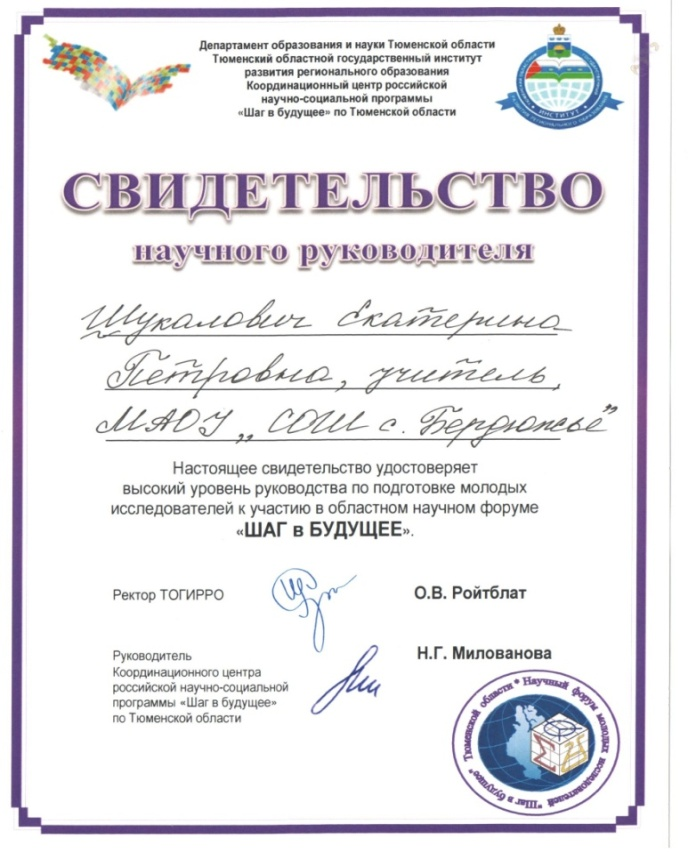 Департамент образования и науки Тюменской области
Тюменский областной государственный институт
развития регионального образования
Координационный центр российской
научно-социальной программы
«Шаг в будущее» по Тюменской области
ИНСТИТУТ
СВИДЕТЕЛЬСТВО
научного руководителя
Шукалович Екатерина
Петровна, учитель,
МАОУ „СОШ с. Бердюжье”
Настоящее свидетельство удостоверяет
высокий уровень руководства по подготовке молодых
исследователей к участию в областном научном форуме
«ШАГ в БУДУЩЕЕ».
Ректор ТОГИРРО
О.В. Ройтблат
Руководитель
Координационного центра
российской научно-социальной
программы «Шаг в будущее»
по Тюменской области
Н.Г. Милованова
Научный форум молодых исследователей "Шаг в будущее" Тюменской области